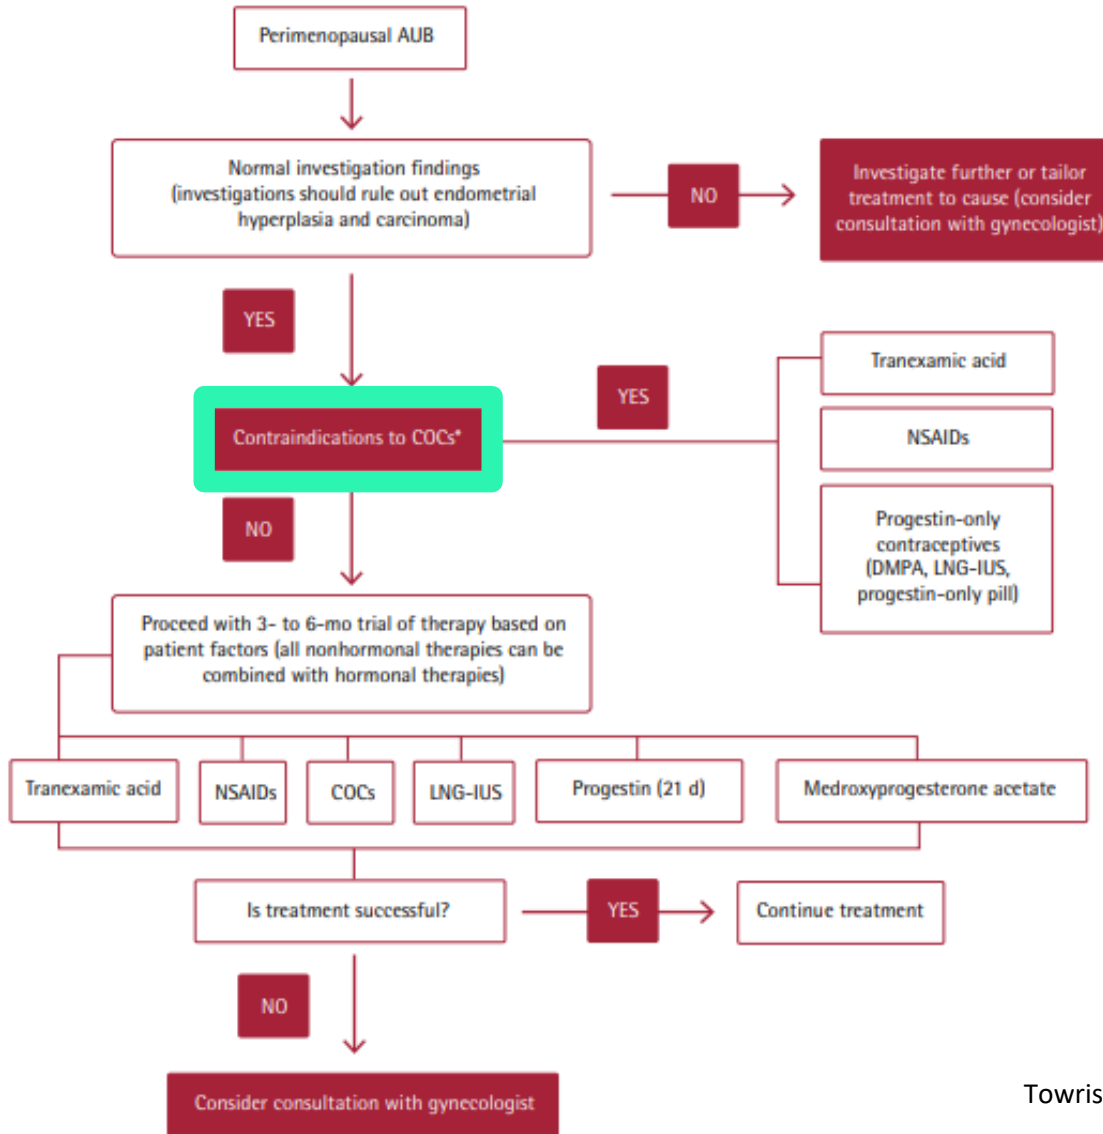 Perimenopausal AUB
Normal investigation findings
(investigations should rule out endometrial
hyperplasia and carcinoma)
NO
Investigate further or tailor
treatment to cause (consider
consultation with gynecologist)
YES
Contraindications to COCs*
YES
Tranexamic acid
NSAIDs
Progestin-only
contraceptives
(DMPA, LNG-IUS,
progestin-only pill)
NO
Proceed with 3- to 6-mo trial of therapy based on
patient factors (all nonhormonal therapies can be
combined with hormonal therapies)
Tranexamic acid
NSAIDs
COCs
LNG-IUS
Progestin (21 d)
Medroxyprogesterone acetate
Is treatment successful?
YES
Continue treatment
NO
Consider consultation with gynecologist
Towris